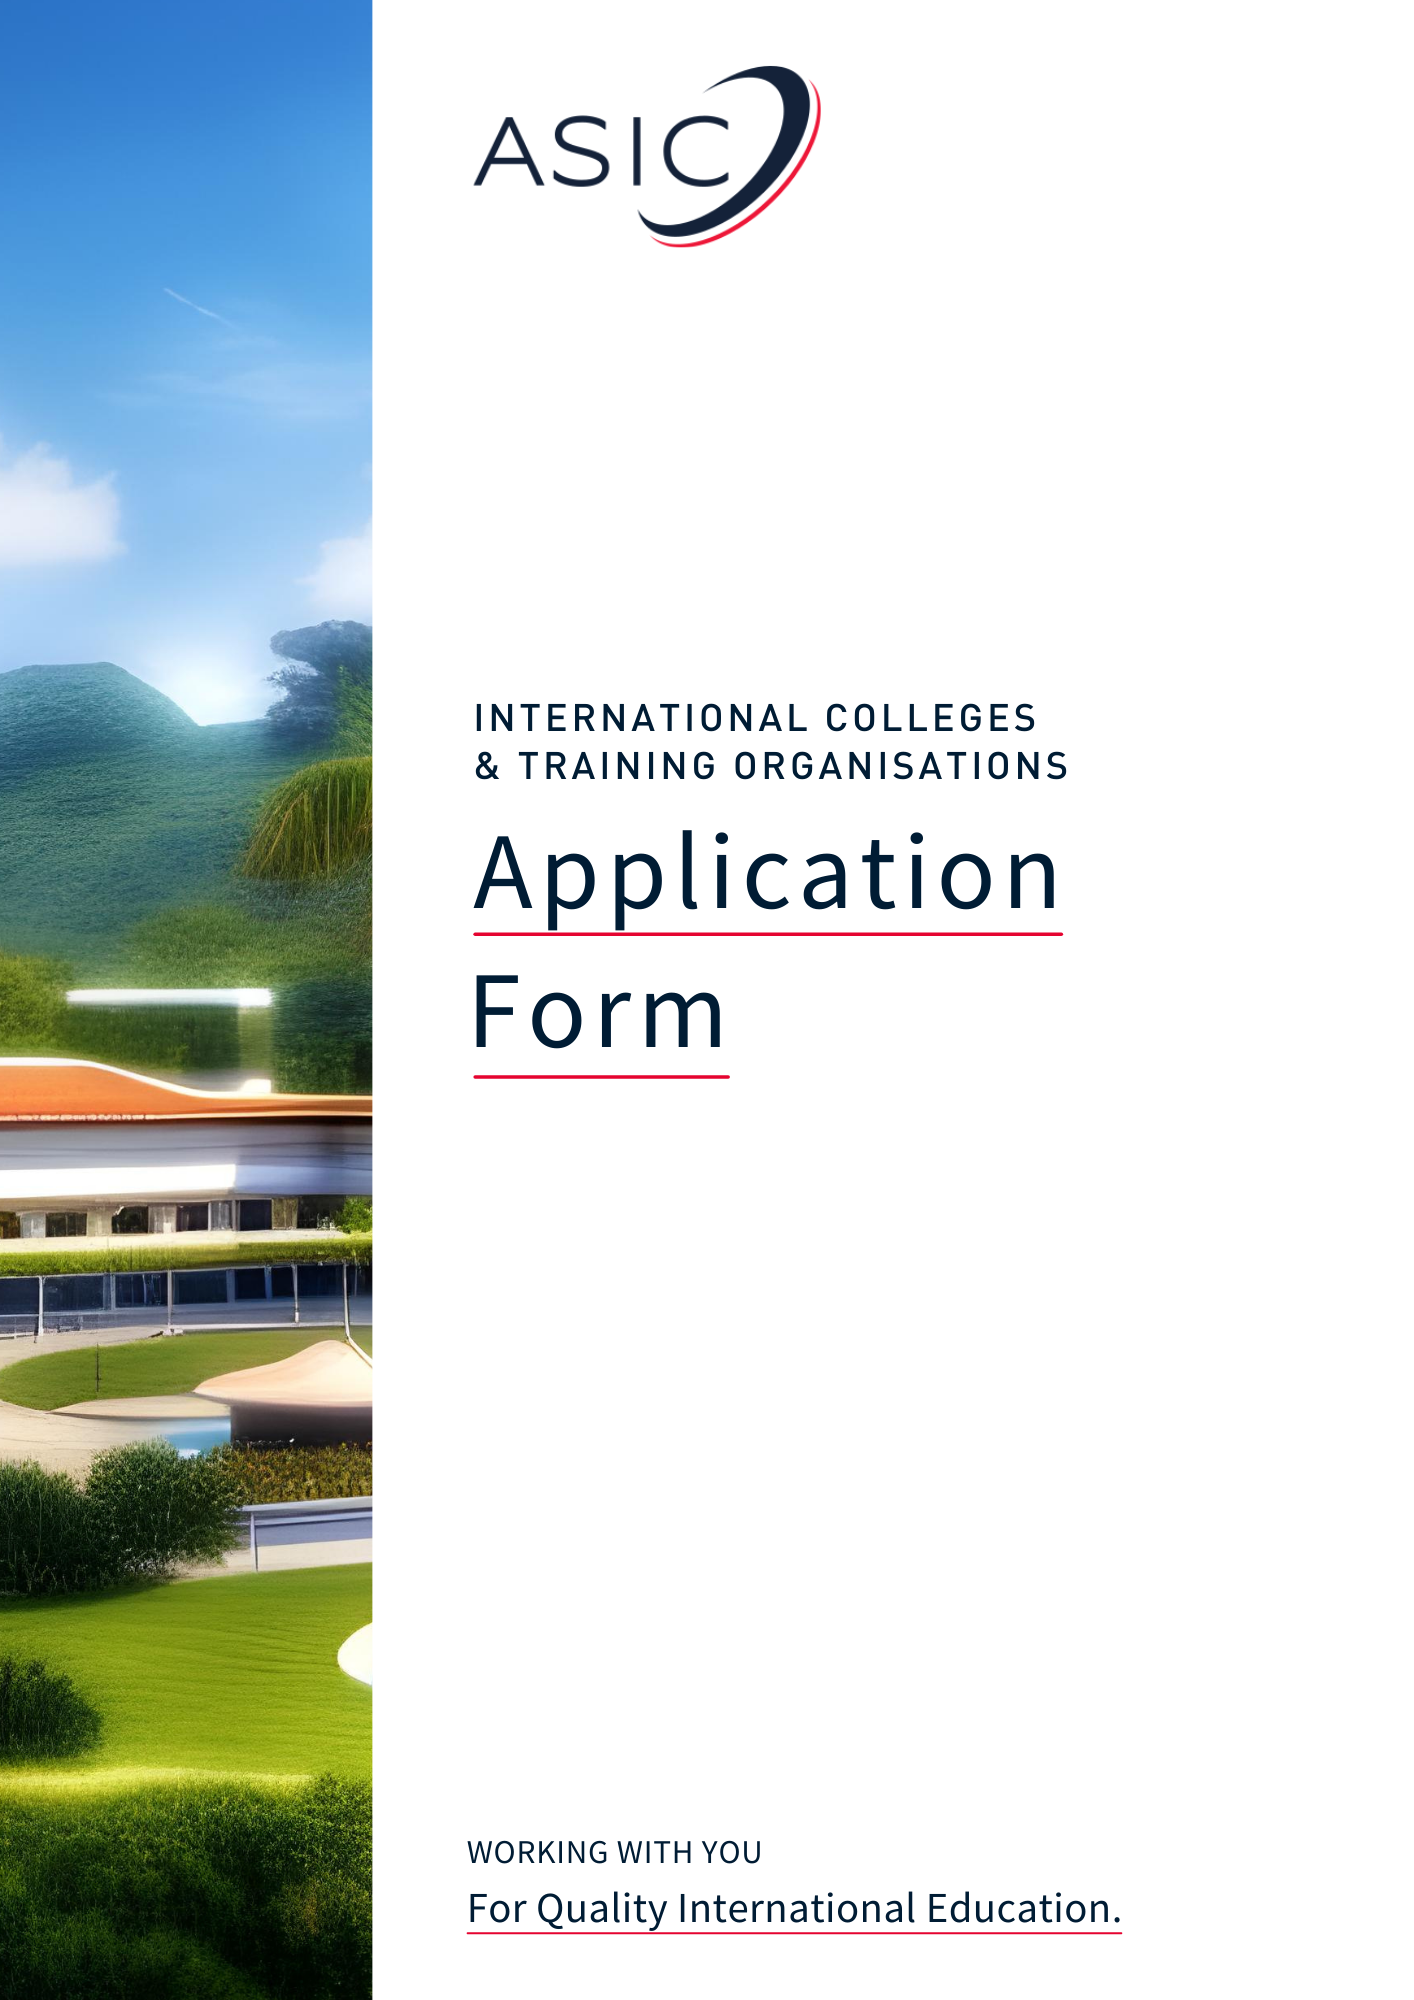 ASIC
INTERNATIONAL COLLEGES
& TRAINING ORGANISATIONS
Application
Form
WORKING WITH YOU
For Quality International Education.